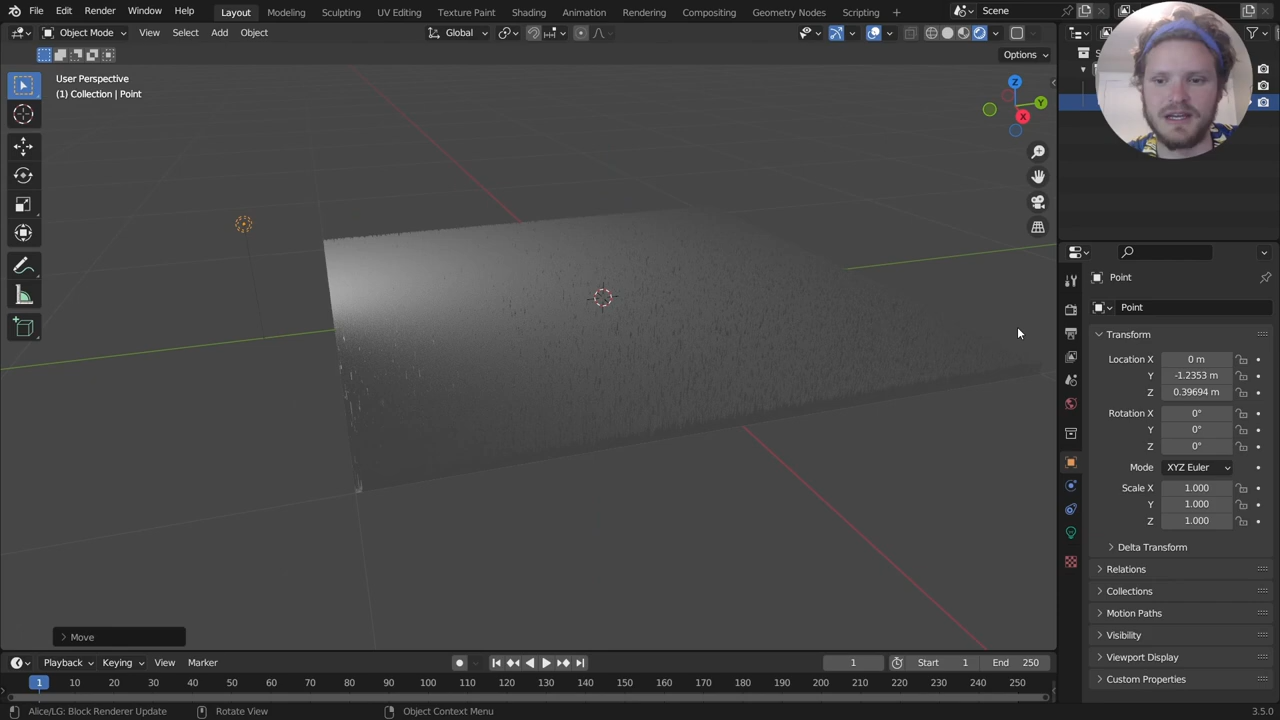 File Edit Render Window Help Layout Modeling Sculpting UV Editing Texture Paint Shading Animation Rendering Compositing Geometry Nodes Scripting + Scene
Object Mode View Select Add Object Global
Options
User Perspective
(1) Collection | Point
Z
Y
X
Point
Point
Transform
Location X 0 m
Y -1.2353 m
Z 0.39694 m
Rotation X 0°
Y 0°
Z 0°
Mode XYZ Euler
Scale X 1.000
Y 1.000
Z 1.000
Delta Transform
Relations
Collections
Motion Paths
Visibility
Viewport Display
Custom Properties
Move
Playback Keying View Marker 1 Start 1 End 250
1 10 20 30 40 50 60 70 80 90 100 110 120 130 140 150 160 170 180 190 200 210 220 230 240 250
Alice/LG: Block Renderer Update Rotate View Object Context Menu 3.5.0